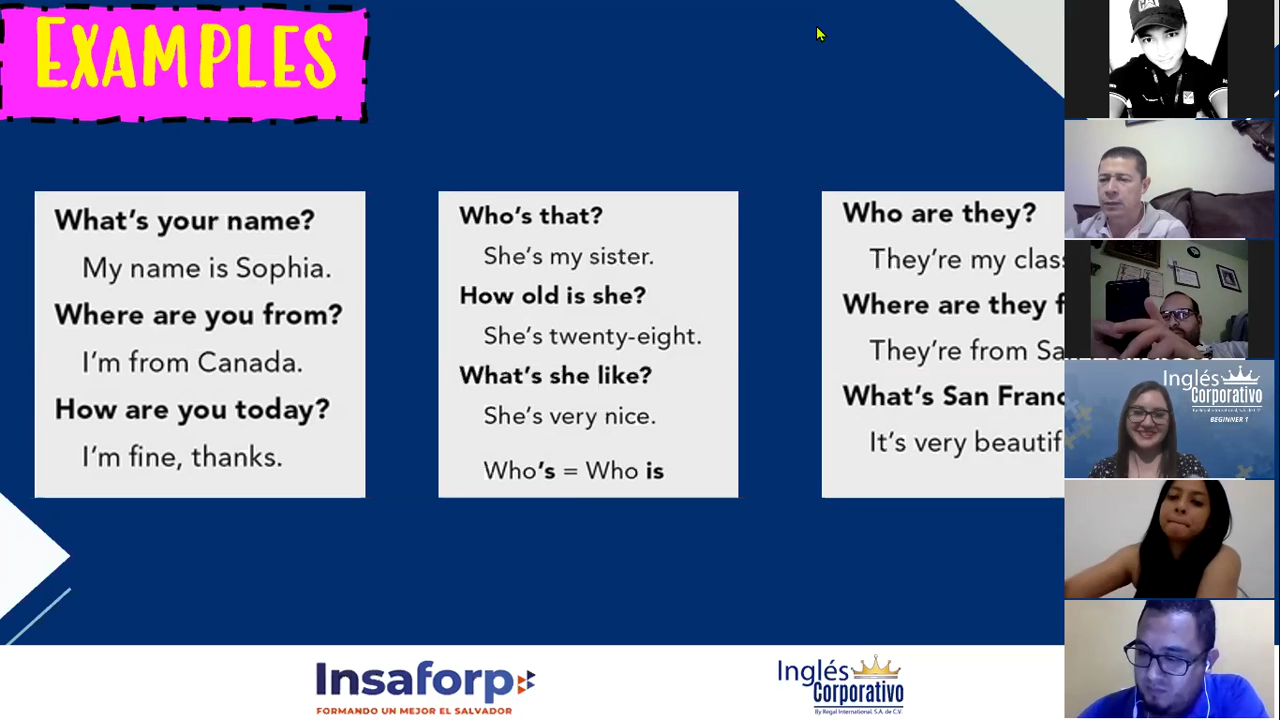 EXAMPLES
What's your name?
My name is Sophia.
Where are you from?
I'm from Canada.
How are you today?
I'm fine, thanks.
Who's that?
She's my sister.
How old is she?
She's twenty-eight.
What's she like?
She's very nice.
Who's = Who is
Who are they?
They're my clas
Where are they f
They're from Sa
What's San Franc
It's very beautif
Inglés
Corporativo
By Regal International, S.A. de C.V.
BEGINNER 1
Insaforp
FORMANDO UN MEJOR EL SALVADOR
Inglés
Corporativo
By Regal International, S.A. de C.V.